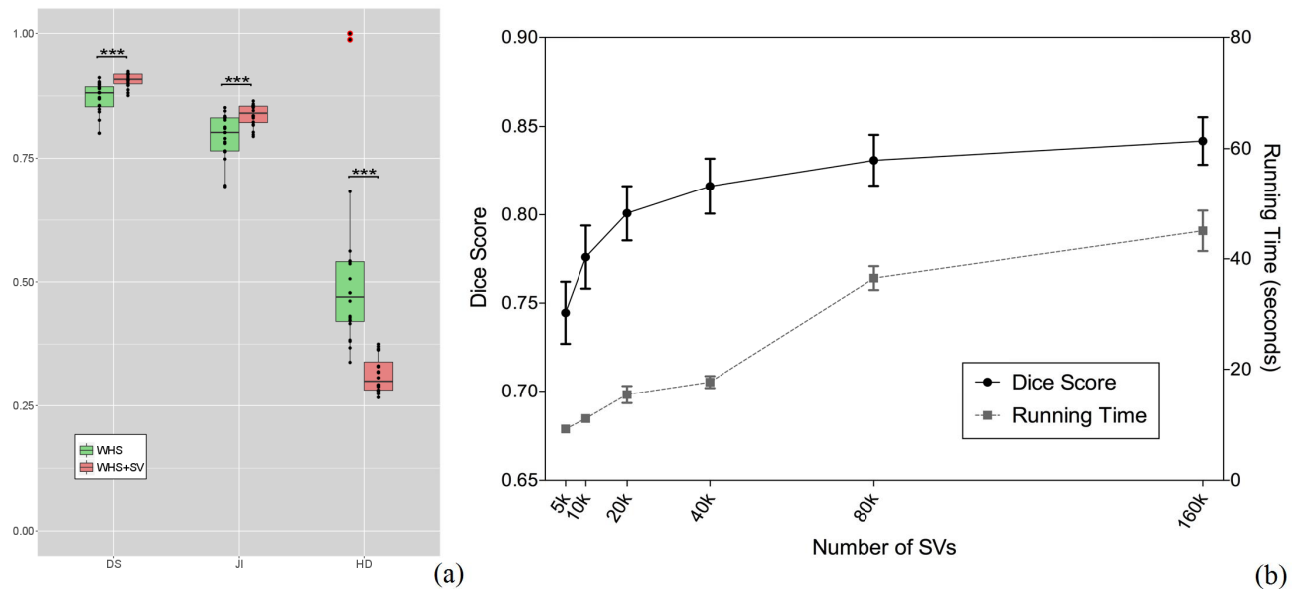 1.00
0.75
0.50
0.25
0.00
***
***
***
WHS
WHS+SV
DS
JI
HD
(a)
0.90
0.85
0.80
0.75
0.70
0.65
Dice Score
80
60
40
20
0
Running Time (seconds)
Dice Score
Running Time
5k
10k
20k
40k
80k
160k
Number of SVs
(b)